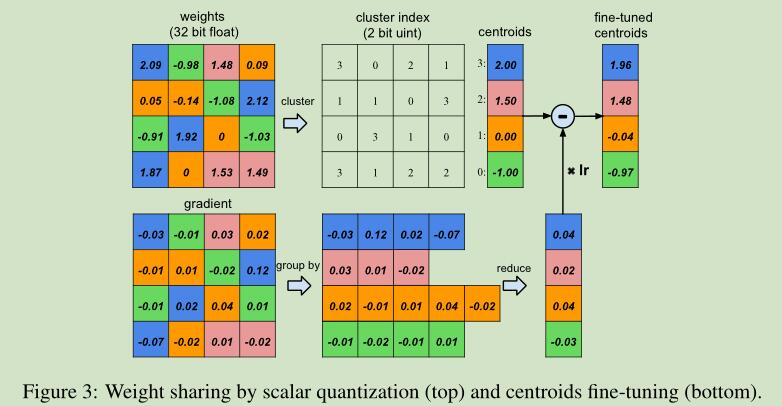 weights
(32 bit float)
cluster index
(2 bit uint)
centroids
fine-tuned
centroids
2.09 -0.98 1.48 0.09
0.05 -0.14 -1.08 2.12
-0.91 1.92 0 -1.03
1.87 0 1.53 1.49
cluster
3 0 2 1
1 1 0 3
0 3 1 0
3 1 2 2
3: 2.00
2: 1.50
1: 0.00
0: -1.00
-
× lr
1.96
1.48
-0.04
-0.97
gradient
-0.03 -0.01 0.03 0.02
-0.01 0.01 -0.02 0.12
-0.01 0.02 0.04 0.01
-0.07 -0.02 0.01 -0.02
group by
-0.03 0.12 0.02 -0.07
0.03 0.01 -0.02
0.02 -0.01 0.01 0.04 -0.02
-0.01 -0.02 -0.01 0.01
reduce
0.04
0.02
0.04
-0.03
Figure 3: Weight sharing by scalar quantization (top) and centroids fine-tuning (bottom).